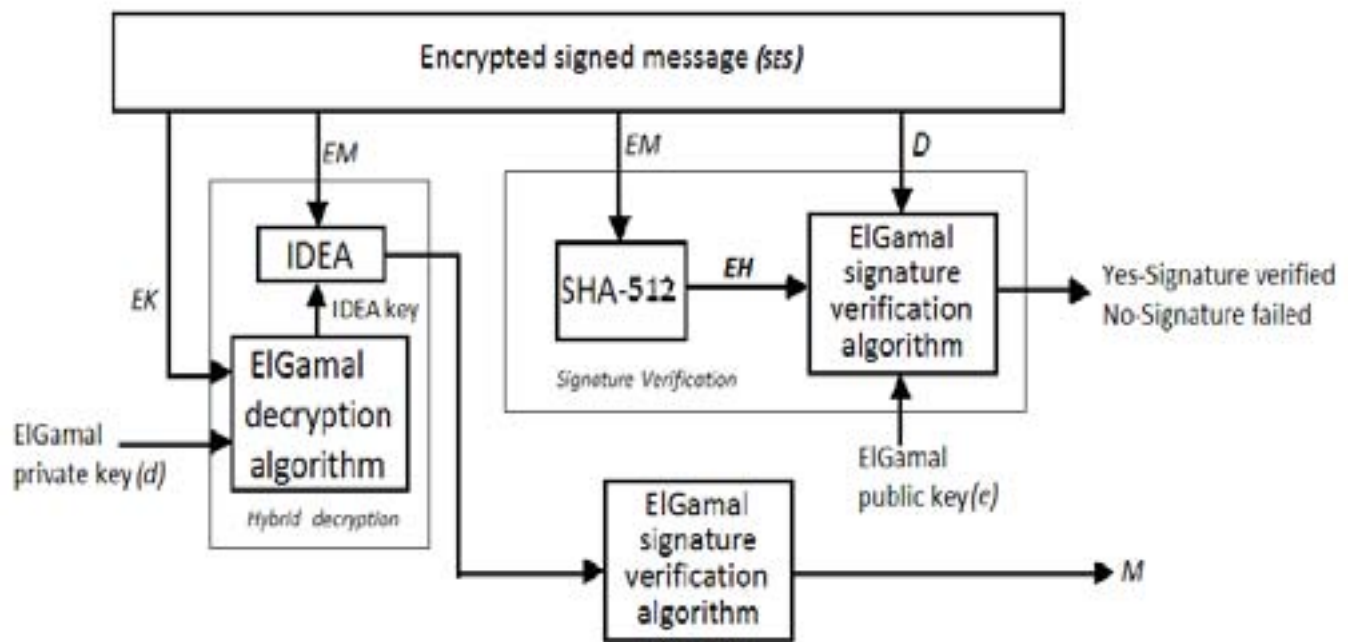 Encrypted signed message (SES)
EM
EM
D
IDEA
EK
IDEA key
ElGamal
decryption
algorithm
ElGamal
private key (d)
Hybrid decryption
SHA-512
EH
ElGamal
signature
verification
algorithm
Signature Verification
Yes-Signature verified
No-Signature failed
ElGamal
public key (e)
ElGamal
signature
verification
algorithm
M